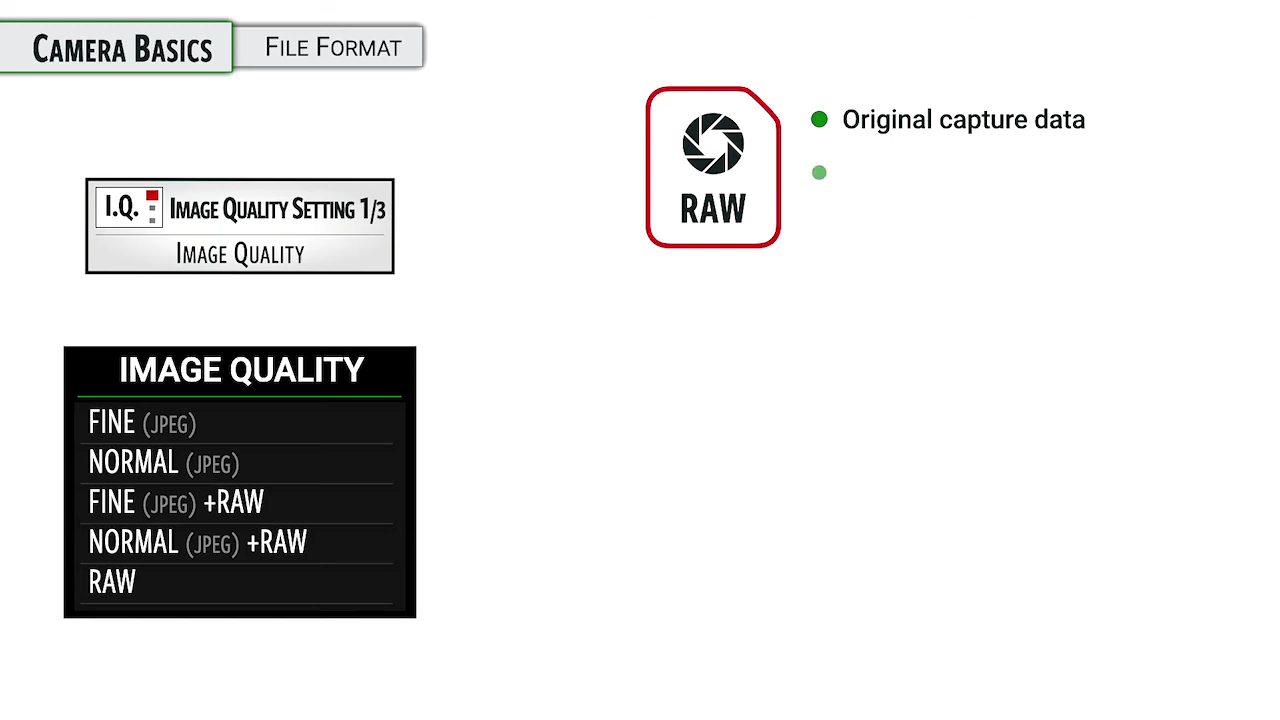 CAMERA BASICS
FILE FORMAT
I.Q. IMAGE QUALITY SETTING 1/3
IMAGE QUALITY
IMAGE QUALITY
FINE (JPEG)
NORMAL (JPEG)
FINE (JPEG) +RAW
NORMAL (JPEG) +RAW
RAW
RAW
Original capture data